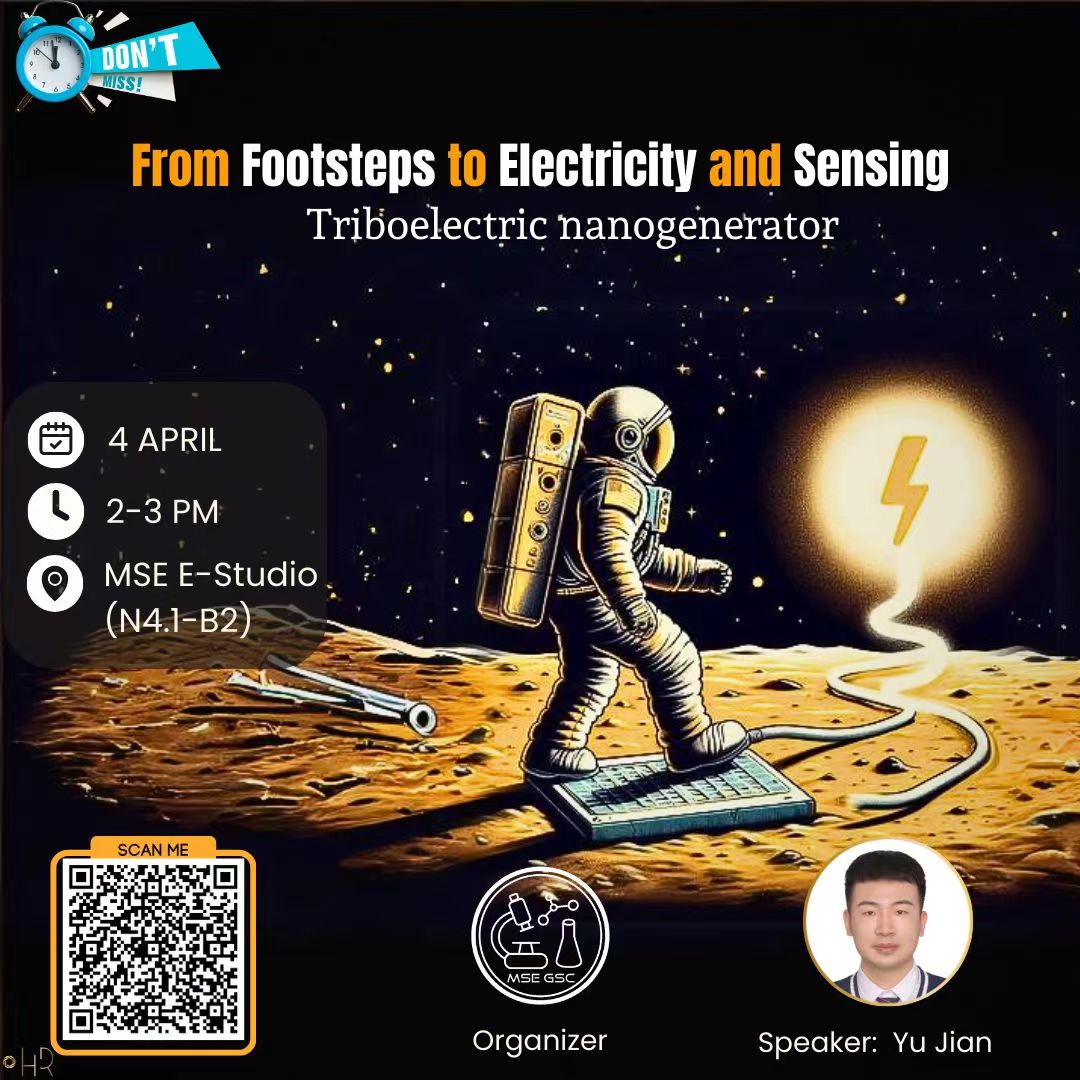 DON'T
MISS!
From Footsteps to Electricity and Sensing
Triboelectric nanogenerator
4 APRIL
2-3 PM
MSE E-Studio
(N4.1-B2)
SCAN ME
MSE GSC
Organizer
Speaker: Yu Jian
HR